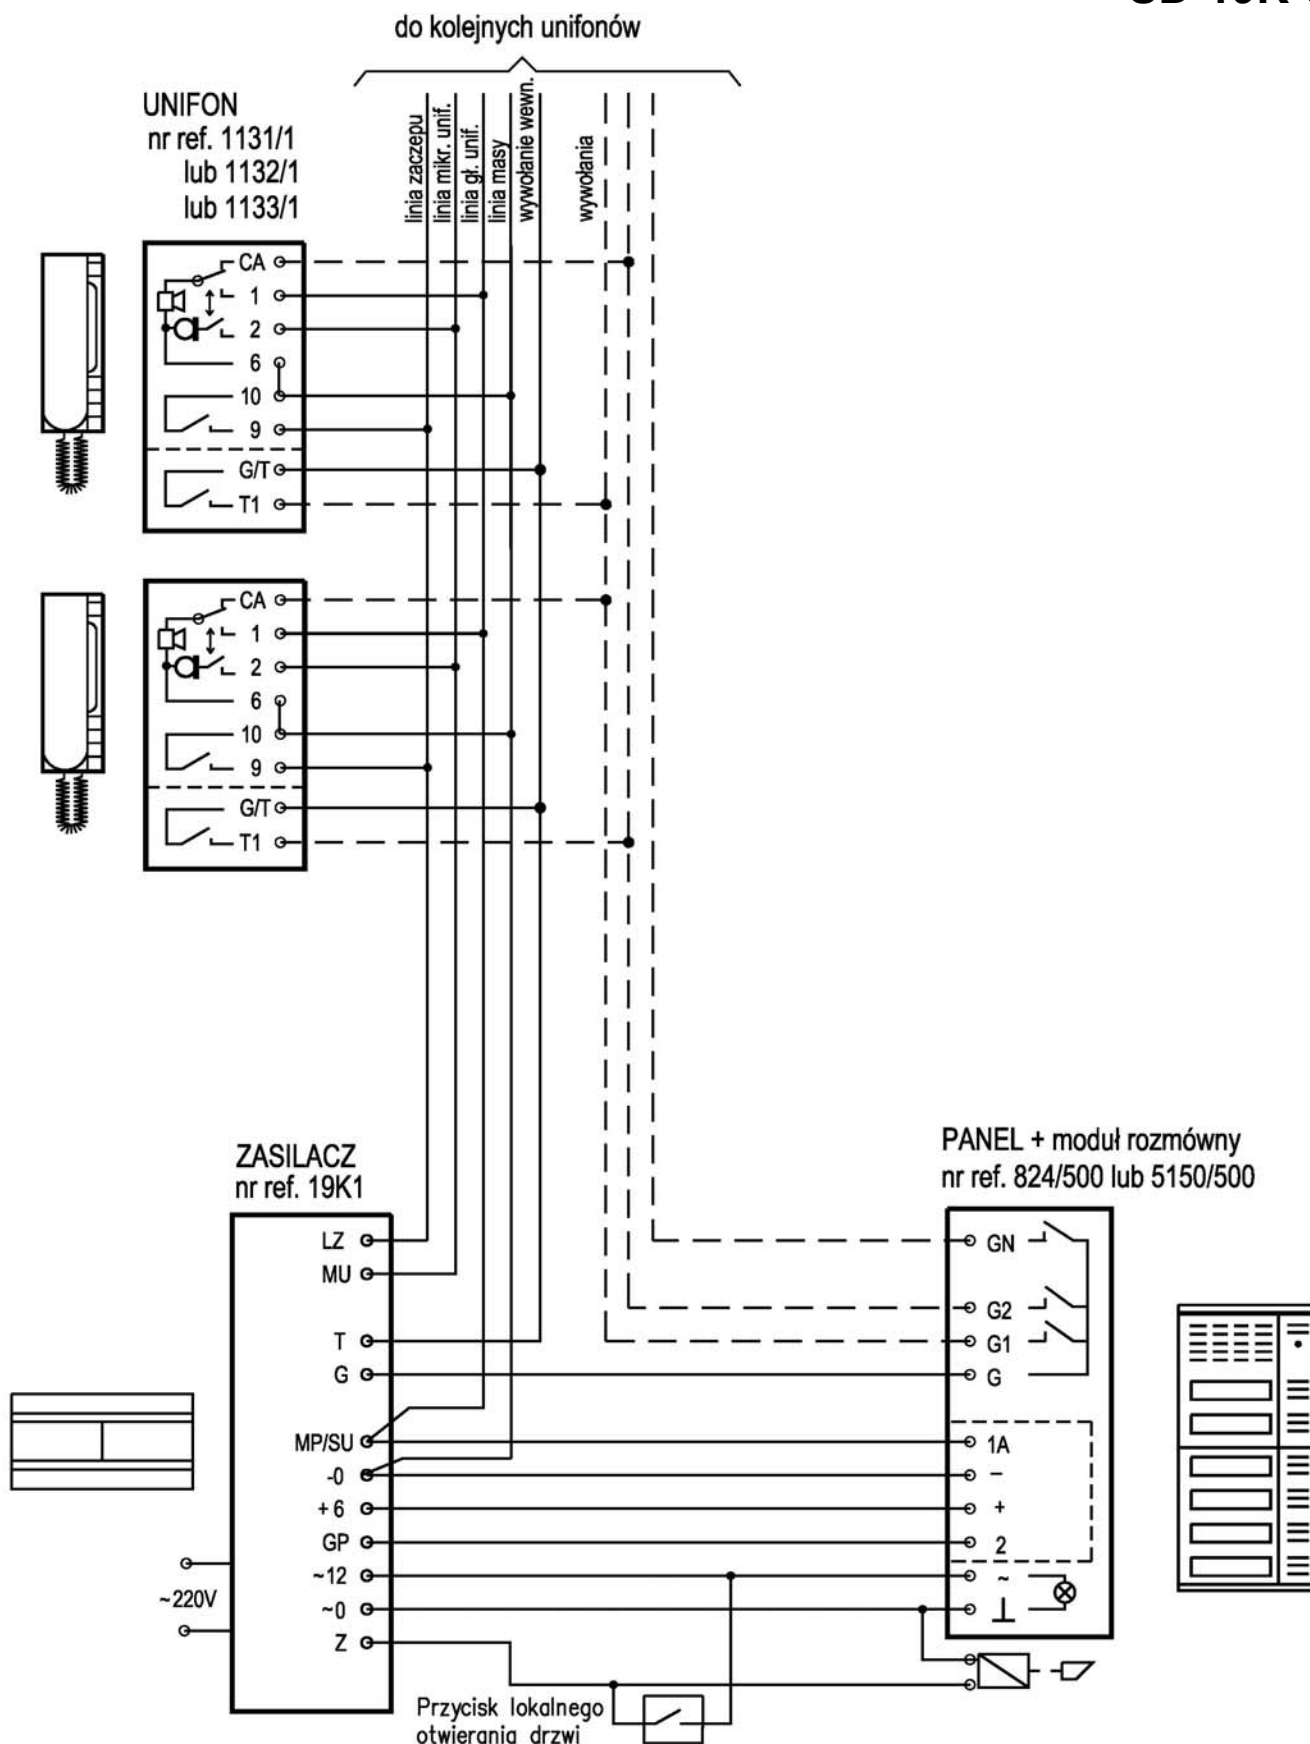 do kolejnych unifonów
UNIFON
nr ref. 1131/1
lub 1132/1
lub 1133/1
linia zaczepu
linia mikr. unif.
linia gł. unif.
linia masy
wywołanie wewn.
wywołania
CA
1
2
6
10
9
G/T
T1
CA
1
2
6
10
9
G/T
T1
ZASILACZ
nr ref. 19K1
LZ
MU
T
G
MP/SU
-0
+6
GP
~12
~0
Z
~220V
PANEL + moduł rozmówny
nr ref. 824/500 lub 5150/500
GN
G2
G1
G
1A
–
+
2
~
Przycisk lokalnego
otwierania drzwi